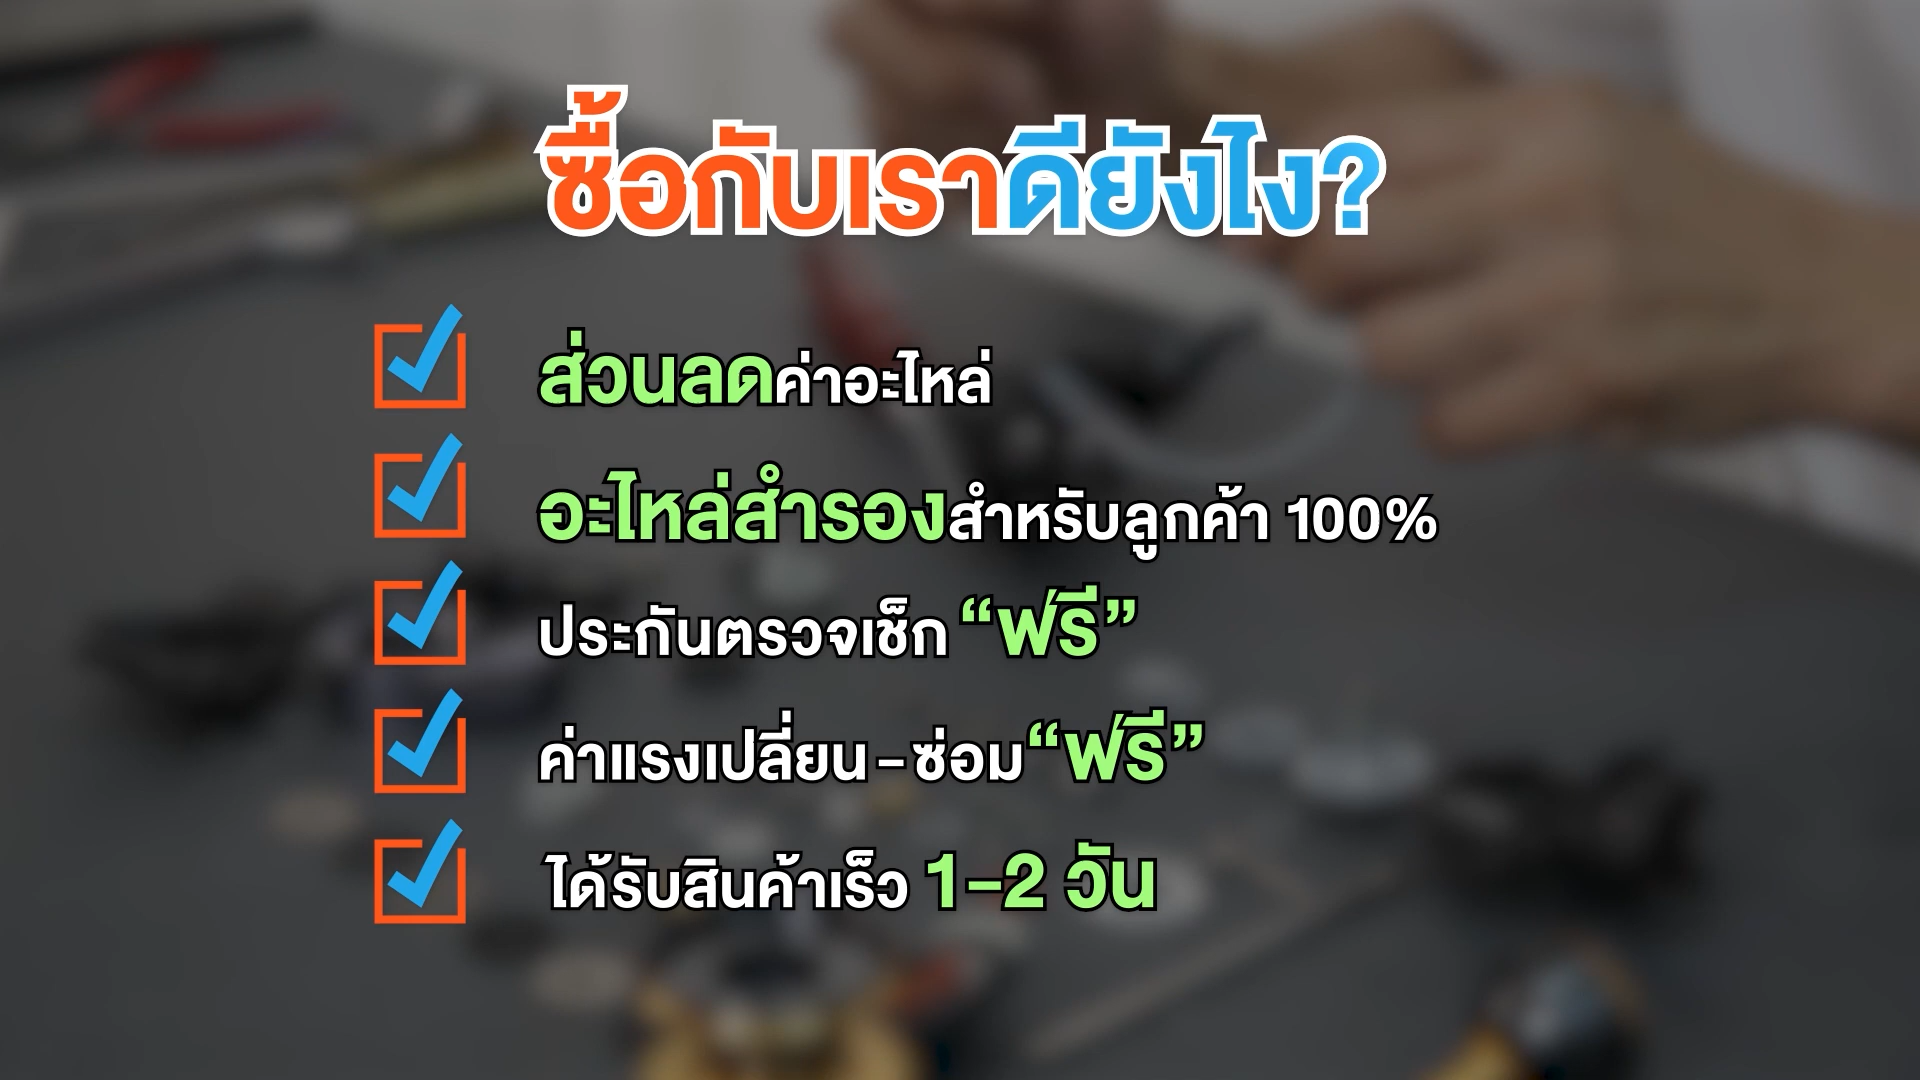 ซื้อกับเราดียังไง?
ส่วนลดค่าอะไหล่
อะไหล่สำรองสำหรับลูกค้า 100%
ประกันตรวจเช็ก “ฟรี”
ค่าแรงเปลี่ยน – ซ่อม “ฟรี”
ได้รับสินค้าเร็ว 1–2 วัน